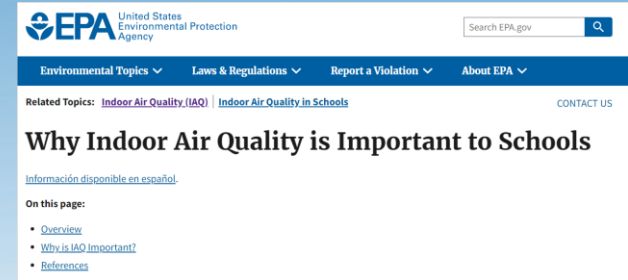 EPA United States
Environmental Protection
Agency
Search EPA.gov
Environmental Topics Laws & Regulations Report a Violation About EPA
Related Topics: Indoor Air Quality (IAQ) Indoor Air Quality in Schools CONTACT US
Why Indoor Air Quality is Important to Schools
Información disponible en español.
On this page:
Overview
Why is IAQ Important?
References